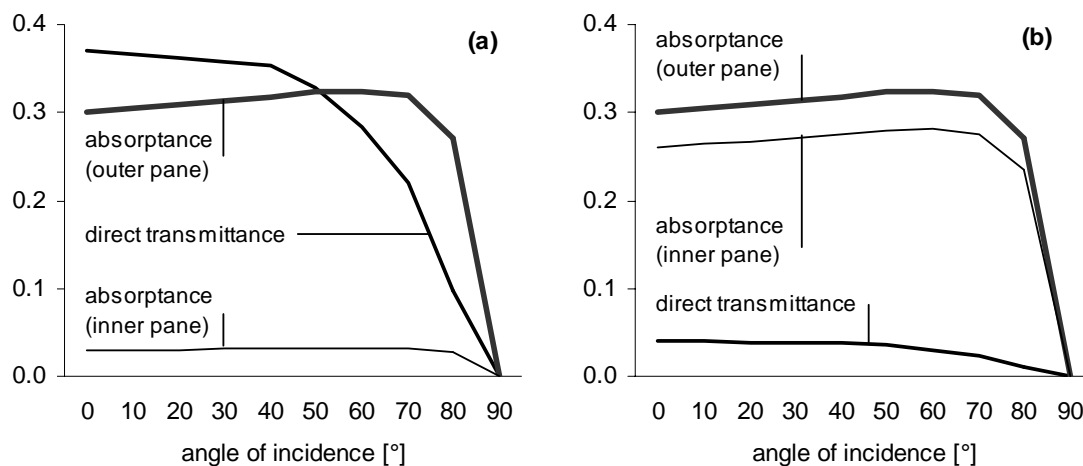 0.4
0.3
0.2
0.1
0.0
(a)
absorptance
(outer pane)
direct transmittance
absorptance
(inner pane)
0 10 20 30 40 50 60 70 80 90
angle of incidence [°]
0.4
0.3
0.2
0.1
0.0
(b)
absorptance
(outer pane)
absorptance
(inner pane)
direct transmittance
0 10 20 30 40 50 60 70 80 90
angle of incidence [°]